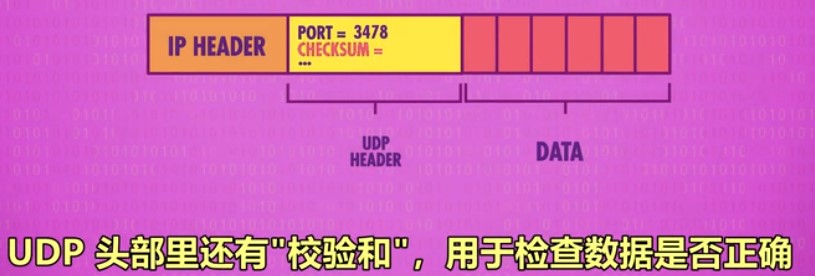 IP HEADER
PORT = 3478
CHECKSUM =
...
UDP
HEADER
DATA
UDP 头部里还有"校验和"，用于检查数据是否正确